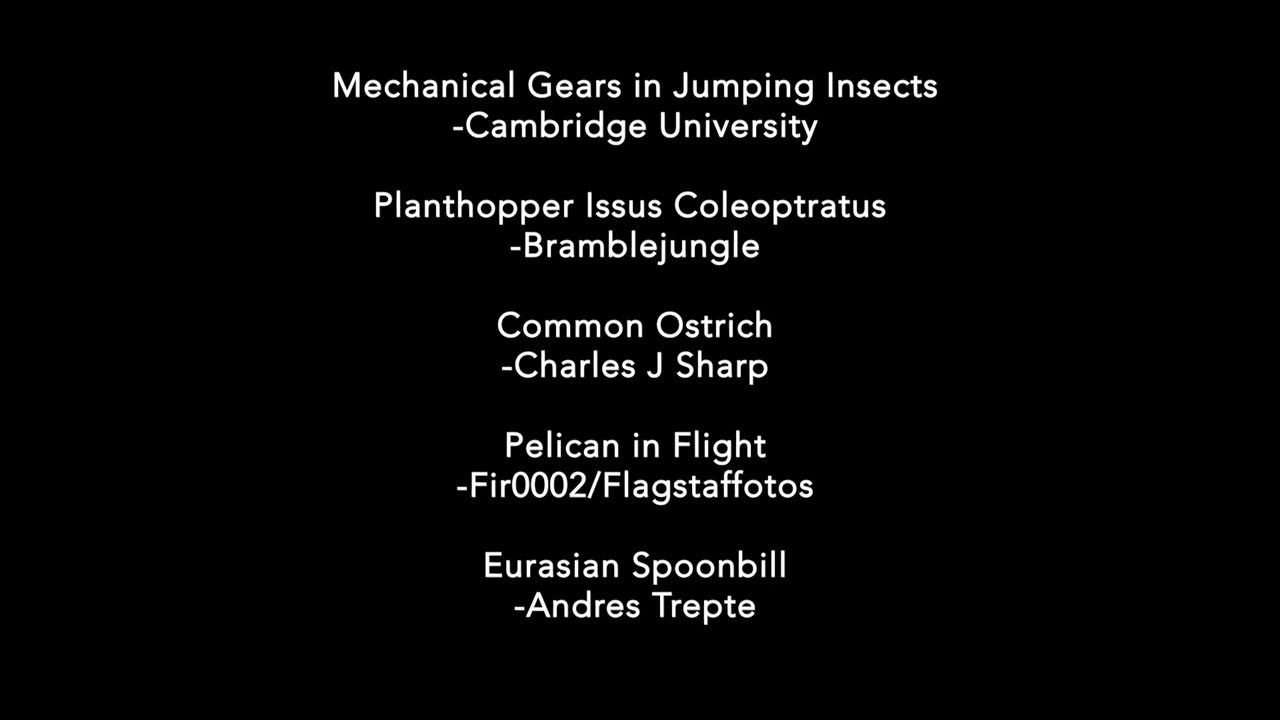 Mechanical Gears in Jumping Insects
-Cambridge University
Planthopper Issus Coleoptratus
-Bramblejungle
Common Ostrich
-Charles J Sharp
Pelican in Flight
-Fir0002/Flagstaffotos
Eurasian Spoonbill
-Andres Trepte